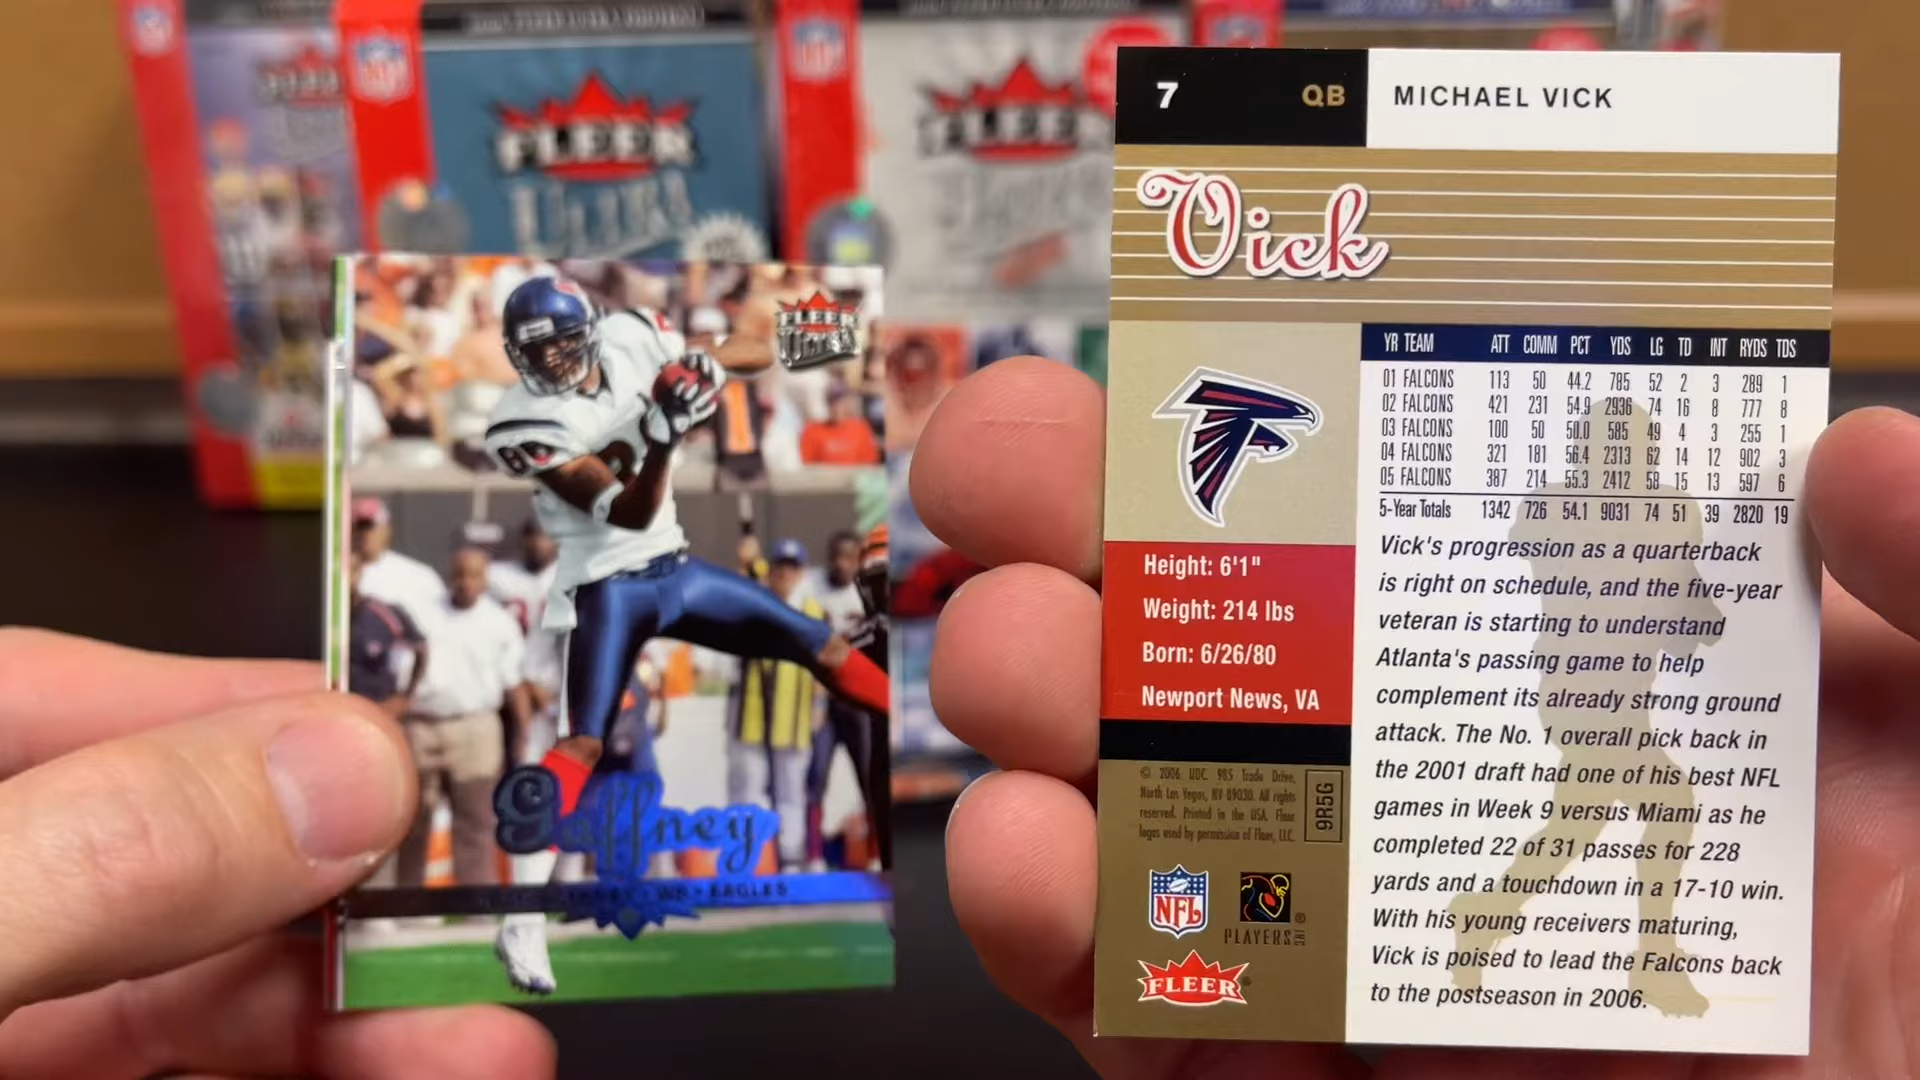 FLEER
ULTRA
FLEER
FLEER
ULTRA
Gaffney
WR • EAGLES
7 QB MICHAEL VICK
Vick
YR TEAM ATT COMM PCT YDS LG TD INT RYDS TDS
01 FALCONS 113 50 44.2 785 52 2 3 289 1
02 FALCONS 421 231 54.9 2936 74 16 8 777 8
03 FALCONS 100 50 50.0 585 49 4 3 255 1
04 FALCONS 321 181 56.4 2313 62 14 12 902 3
05 FALCONS 387 214 55.3 2412 58 15 13 597 6
5-Year Totals 1342 726 54.1 9031 74 51 39 2820 19
Height: 6'1"
Weight: 214 lbs
Born: 6/26/80
Newport News, VA
Vick's progression as a quarterback
is right on schedule, and the five-year
veteran is starting to understand
Atlanta's passing game to help
complement its already strong ground
attack. The No. 1 overall pick back in
the 2001 draft had one of his best NFL
games in Week 9 versus Miami as he
completed 22 of 31 passes for 228
yards and a touchdown in a 17-10 win.
With his young receivers maturing,
Vick is poised to lead the Falcons back
to the postseason in 2006.
© 2006 UDC. 985 Trade Drive,
North Las Vegas, NV 89030. All rights
reserved. Printed in the USA. Fleer
logos used by permission of Fleer, LLC.
9R5G
NFL
PLAYERS INC
FLEER